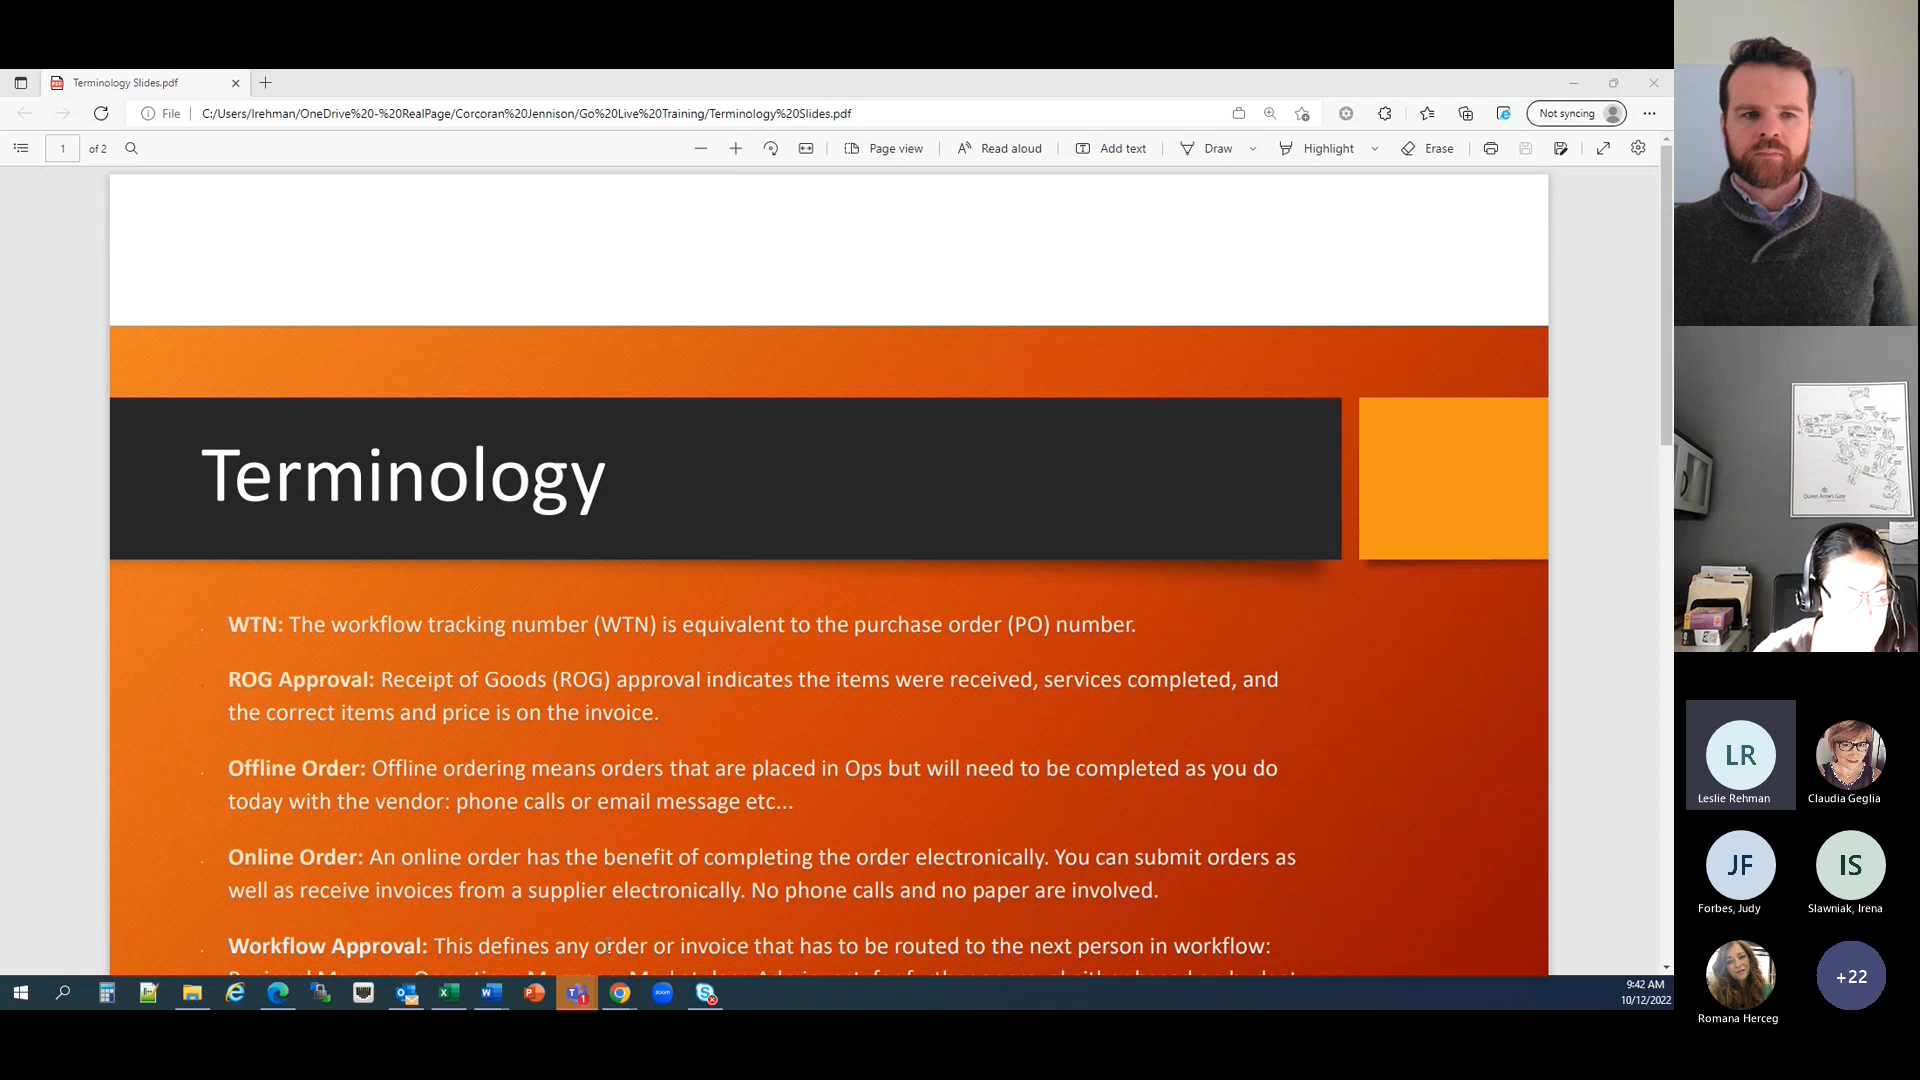 Terminology Slides.pdf
File
C:/Users/lrehman/OneDrive%20-%20RealPage/Corcoran%20Jennison/Go%20Live%20Training/Terminology%20Slides.pdf
Not syncing
1 of 2
Page view
Read aloud
Add text
Draw
Highlight
Erase
Terminology
WTN: The workflow tracking number (WTN) is equivalent to the purchase order (PO) number.
ROG Approval: Receipt of Goods (ROG) approval indicates the items were received, services completed, and
the correct items and price is on the invoice.
Offline Order: Offline ordering means orders that are placed in Ops but will need to be completed as you do
today with the vendor: phone calls or email message etc...
Online Order: An online order has the benefit of completing the order electronically. You can submit orders as
well as receive invoices from a supplier electronically. No phone calls and no paper are involved.
Workflow Approval: This defines any order or invoice that has to be routed to the next person in workflow:
9:42 AM
10/12/2022
Queen Anne's Gate
LR
Leslie Rehman
Claudia Geglia
JF
Forbes, Judy
IS
Slawniak, Irena
Romana Herceg
+22